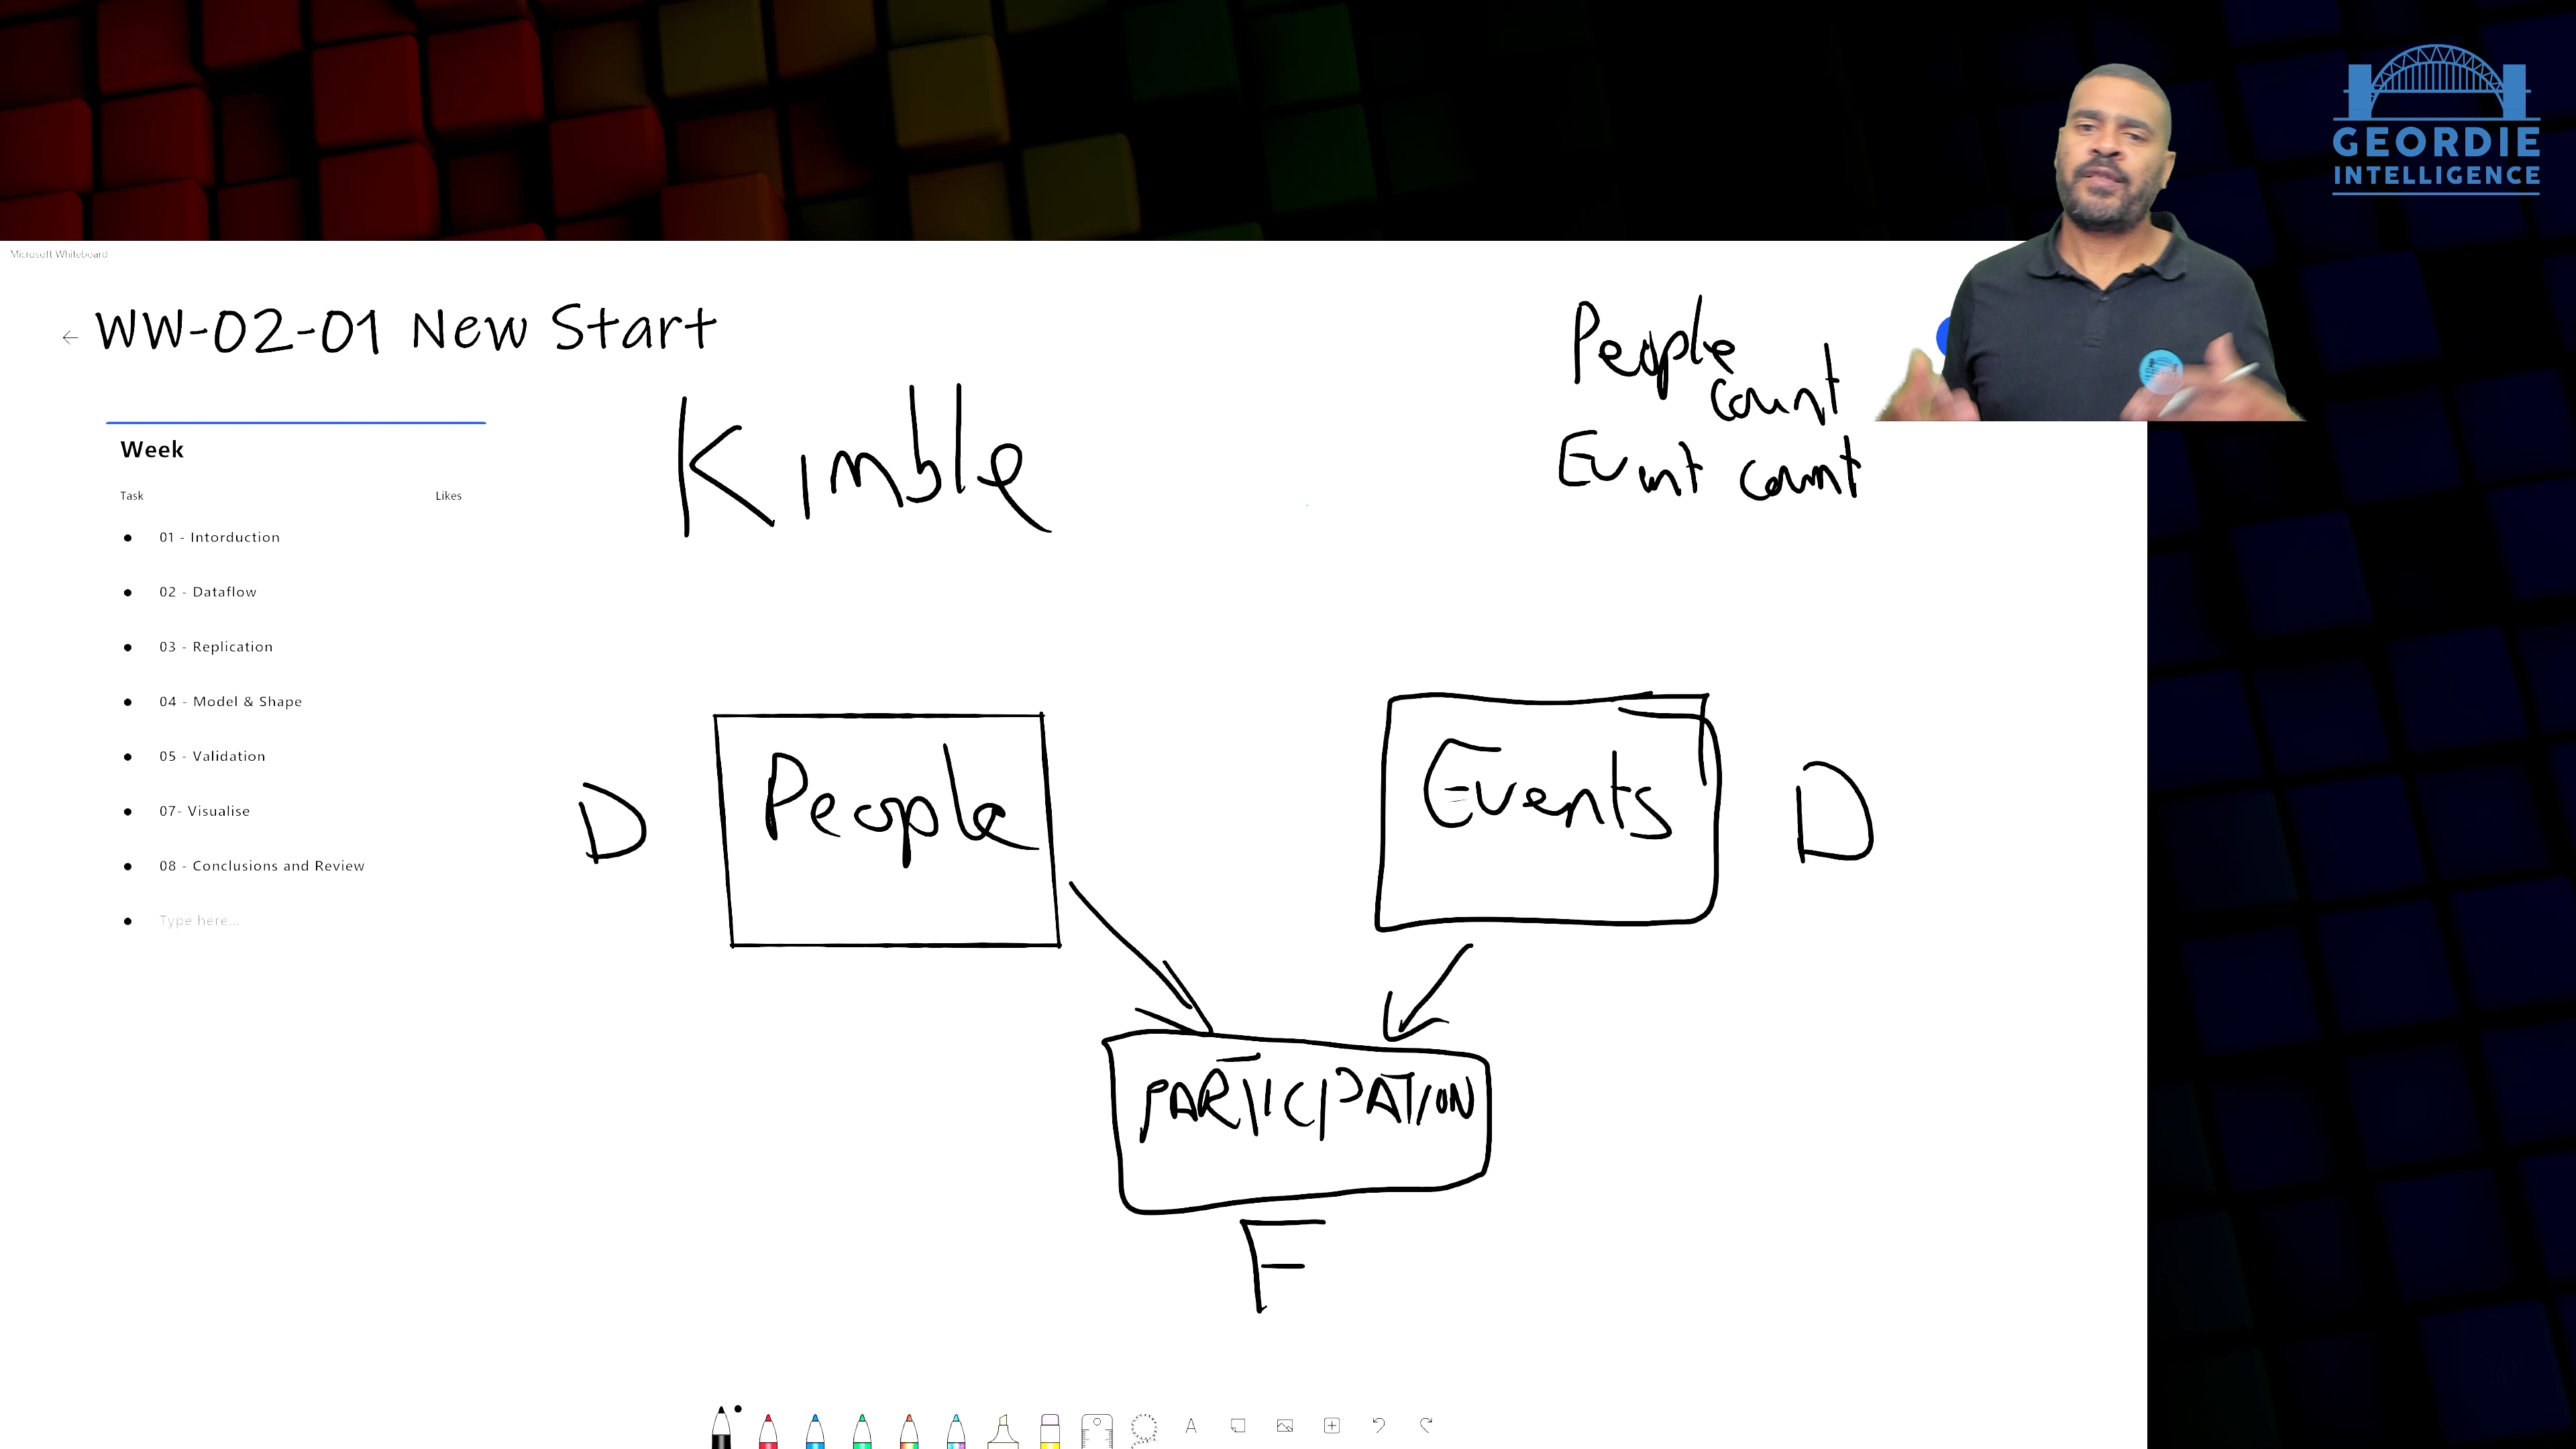 GEORDIE
INTELLIGENCE
Microsoft Whiteboard
WW-02-01 New Start
People
count
Event count
Kimble
Week
Task Likes
01 - Intorduction
02 - Dataflow
03 - Replication
04 - Model & Shape
05 - Validation
07- Visualise
08 - Conclusions and Review
Type here...
D People Events D
PARTICIPATION
F
A